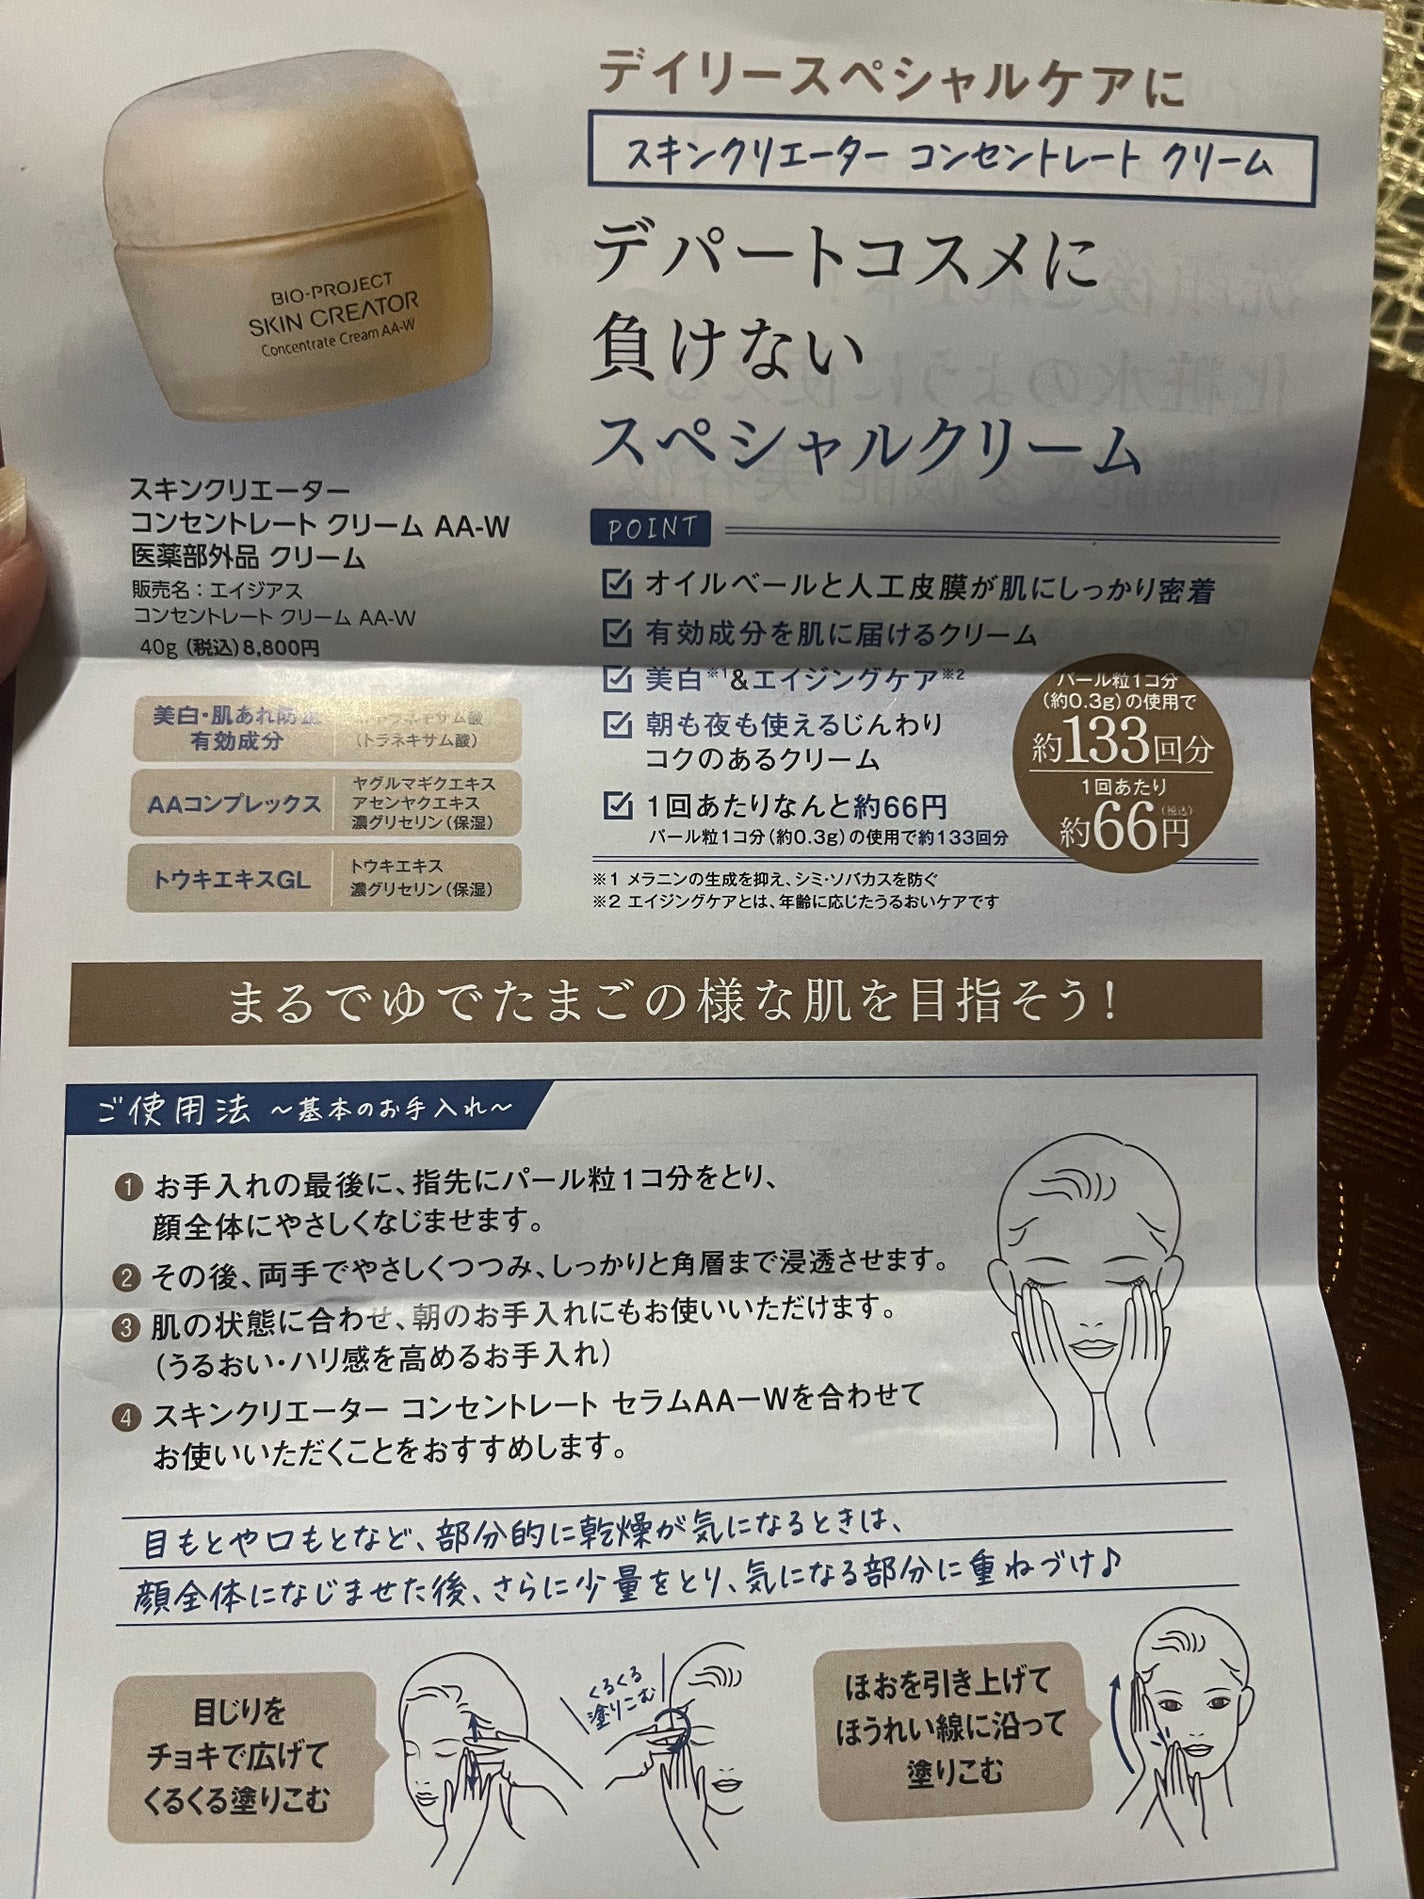 デイリースペシャルケアに
スキンクリエーター コンセントレート クリーム
デパートコスメに
負けない
スペシャルクリーム
BIO-PROJECT
SKIN CREATOR
Concentrate Cream AA-W
スキンクリエーター
コンセントレート クリーム AA-W
医薬部外品 クリーム
販売名:エイジアス
コンセントレート クリーム AA-W
40g(税込)8,800円
美白・肌あれ防止
有効成分
トラネキサム酸
(トラネキサム酸)
AAコンプレックス
ヤグルマギクエキス
アセンヤクエキス
濃グリセリン(保湿)
トウキエキスGL
トウキエキス
濃グリセリン(保湿)
POINT
オイルベールと人工皮膜が肌にしっかり密着
有効成分を肌に届けるクリーム
美白※1&エイジングケア※2
朝も夜も使えるじんわり
コクのあるクリーム
1回あたりなんと約66円
パール粒1コ分(約0.3g)の使用で約133回分
パール粒1コ分
(約0.3g)の使用で
約133回分
1回あたり
約66円(税込)
※1 メラニンの生成を抑え、シミ・ソバカスを防ぐ
※2 エイジングケアとは、年齢に応じたうるおいケアです
まるでゆでたまごの様な肌を目指そう!
ご使用法 ~基本のお手入れ~
1 お手入れの最後に、指先にパール粒1コ分をとり、
顔全体にやさしくなじませます。
2 その後、両手でやさしくつつみ、しっかりと角層まで浸透させます。
3 肌の状態に合わせ、朝のお手入れにもお使いいただけます。
(うるおい・ハリ感を高めるお手入れ)
4 スキンクリエーター コンセントレート セラムAA-Wを合わせて
お使いいただくことをおすすめします。
目もとや口もとなど、部分的に乾燥が気になるときは、
顔全体になじませた後、さらに少量をとり、気になる部分に重ねづけ♪
目じりを
チョキで広げて
くるくる塗りこむ
くるくる
塗りこむ
ほおを引き上げて
ほうれい線に沿って
塗りこむ